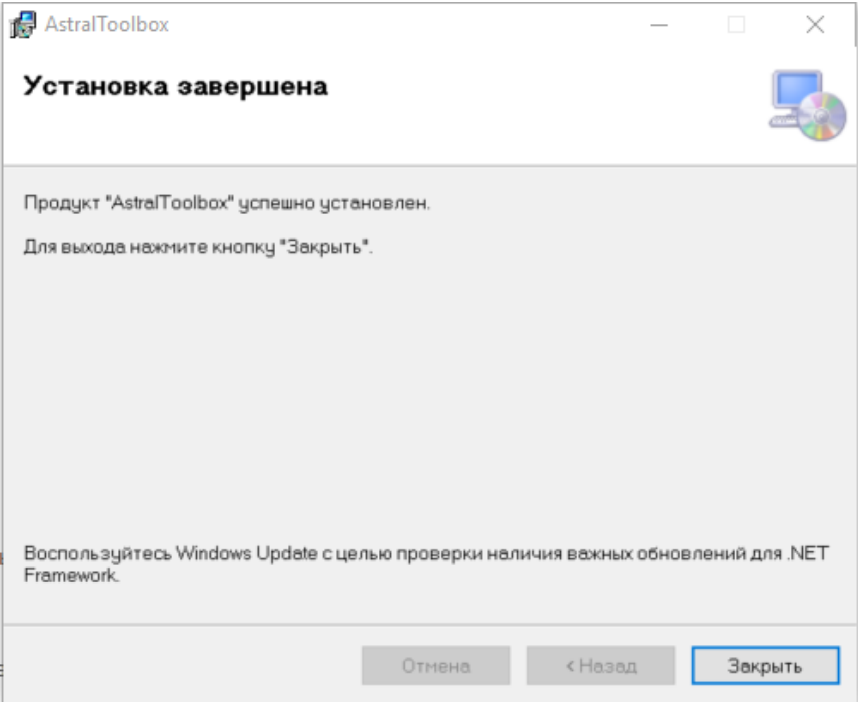 AstralToolbox
Установка завершена
Продукт "AstralToolbox" успешно установлен.
Для выхода нажмите кнопку "Закрыть".
Воспользуйтесь Windows Update с целью проверки наличия важных обновлений для .NET
Framework.
Отмена
< Назад
Закрыть